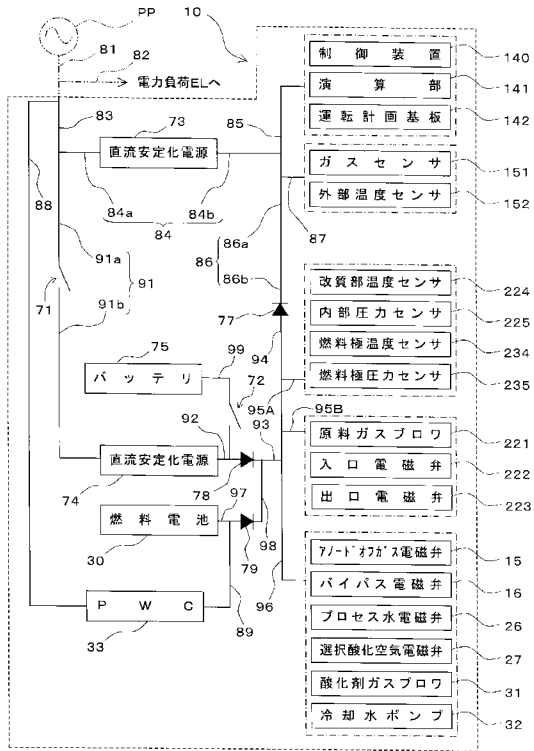 PP
10
81
82
電力負荷ELへ
83
73
直流安定化電源
85
88
84a
84b
84
87
91a
91
91b
71
86a
86
86b
77
94
75
99
72
バッテリ
95A
95B
92
93
直流安定化電源
74
78
97
燃料電池
30
79
98
PWC
33
89
96
制御装置
140
演算部
141
運転計画基板
142
ガスセンサ
151
外部温度センサ
152
改質部温度センサ
224
内部圧力センサ
225
燃料極温度センサ
234
燃料極圧力センサ
235
原料ガスブロワ
221
入口電磁弁
222
出口電磁弁
223
アノードオフガス電磁弁
15
バイパス電磁弁
16
プロセス水電磁弁
26
選択酸化空気電磁弁
27
酸化剤ガスブロワ
31
冷却水ポンプ
32